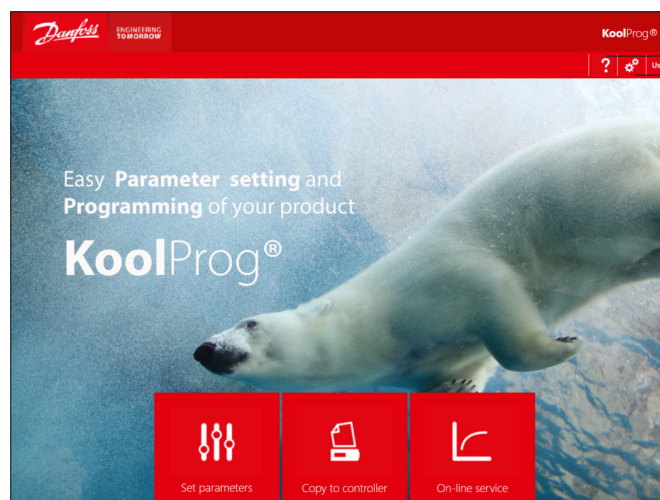 Danfoss
ENGINEERING
TOMORROW
KoolProg®
?
Us
Easy Parameter setting and
Programming of your product
KoolProg®
Set parameters
Copy to controller
On-line service